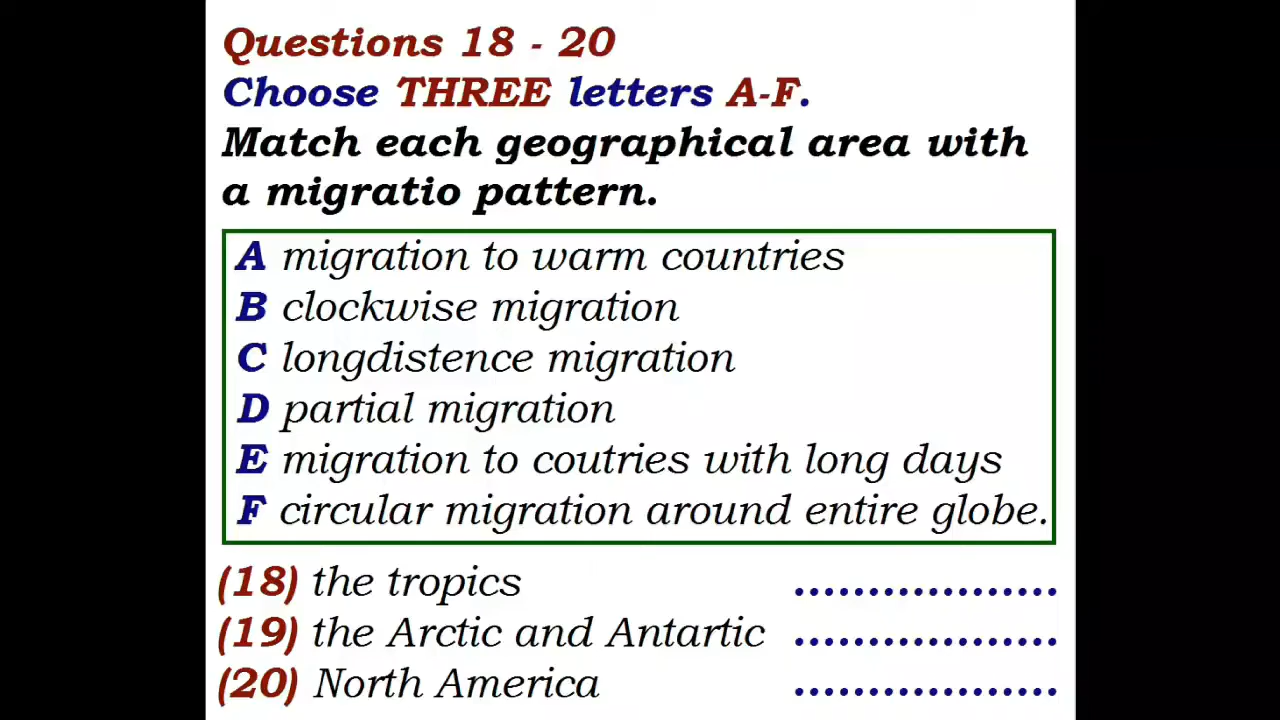 Questions 18 - 20
Choose THREE letters A-F.
Match each geographical area with
a migratio pattern.
A migration to warm countries
B clockwise migration
C longdistence migration
D partial migration
E migration to coutries with long days
F circular migration around entire globe.
(18) the tropics ..................
(19) the Arctic and Antartic ..................
(20) North America ..................